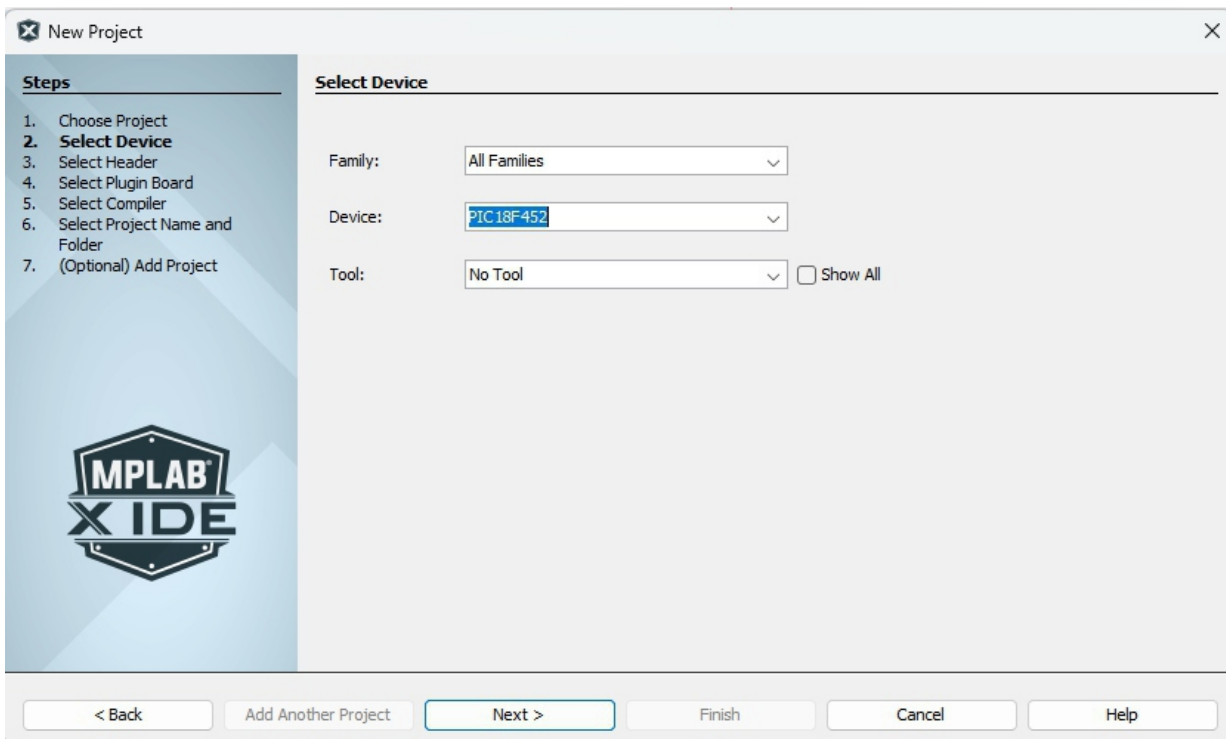 New Project
Steps
1. Choose Project
2. Select Device
3. Select Header
4. Select Plugin Board
5. Select Compiler
6. Select Project Name and
Folder
7. (Optional) Add Project
MPLAB®
X IDE
Select Device
Family: All Families
Device: PIC18F452
Tool: No Tool Show All
< Back Add Another Project Next > Finish Cancel Help